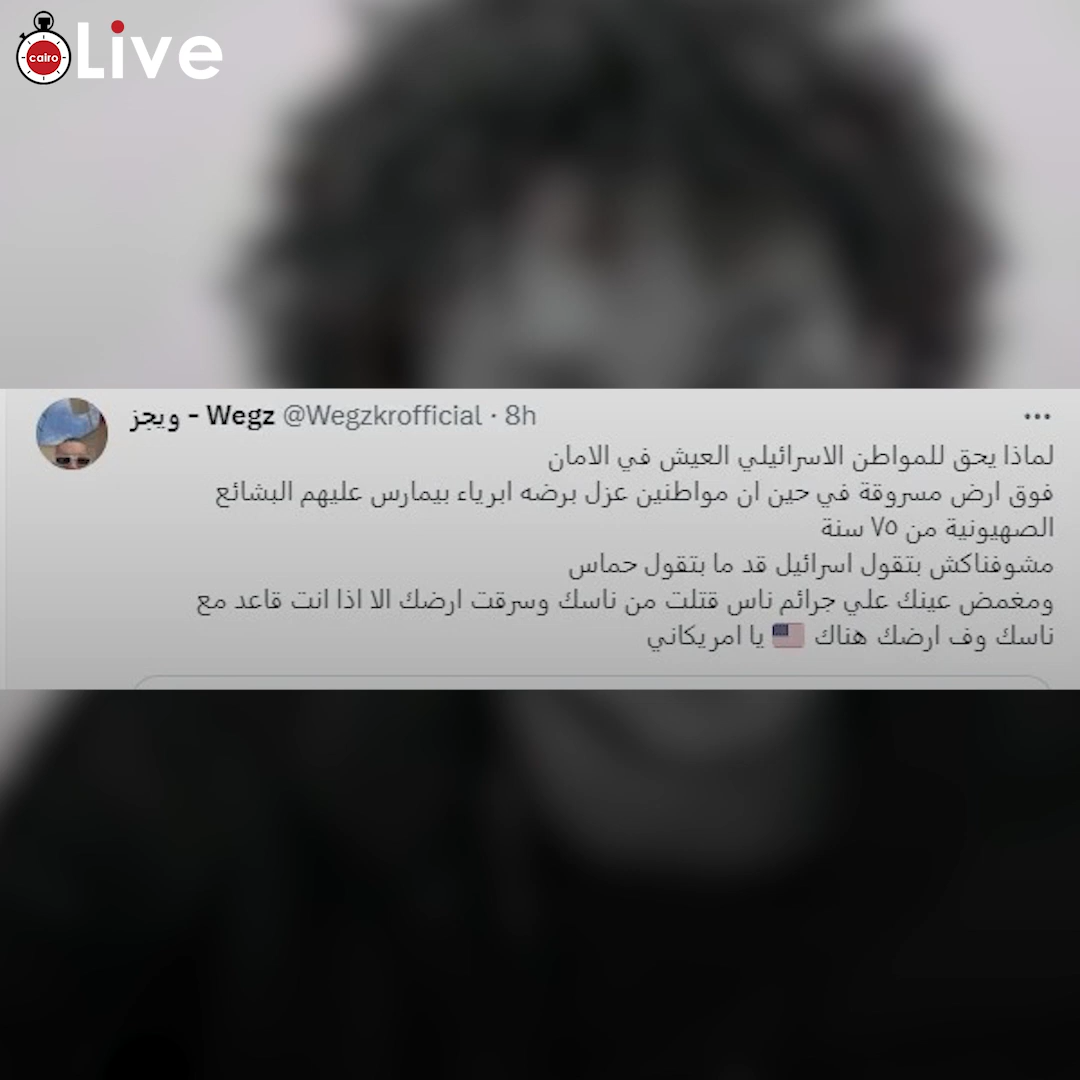 cairo Live
ويجز - Wegz @Wegzkrofficial · 8h
لماذا يحق للمواطن الاسرائيلي العيش في الامان
فوق ارض مسروقة في حين ان مواطنين عزل برضه ابرياء بيمارس عليهم البشائع
الصهيونية من ٧٥ سنة
مشوفناكش بتقول اسرائيل قد ما بتقول حماس
ومغمض عينك علي جرائم ناس قتلت من ناسك وسرقت ارضك الا اذا انت قاعد مع
ناسك وف ارضك هناك 🇺🇸 يا امريكاني